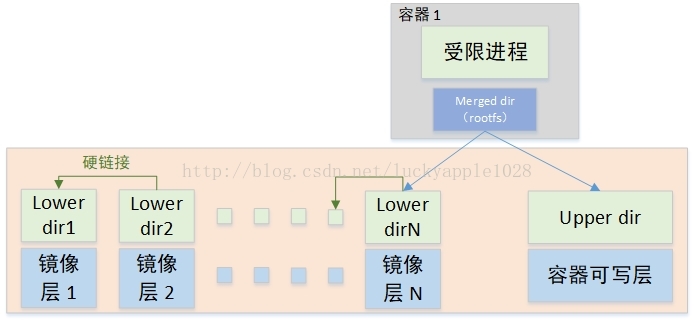 容器 1
受限进程
Merged dir
（rootfs）
硬链接
http://blog.csdn.net/luckyapple1028
Lower
dir1
Lower
dir2
Lower
dirN
Upper dir
镜像
层 1
镜像
层 2
镜像
层 N
容器可写层